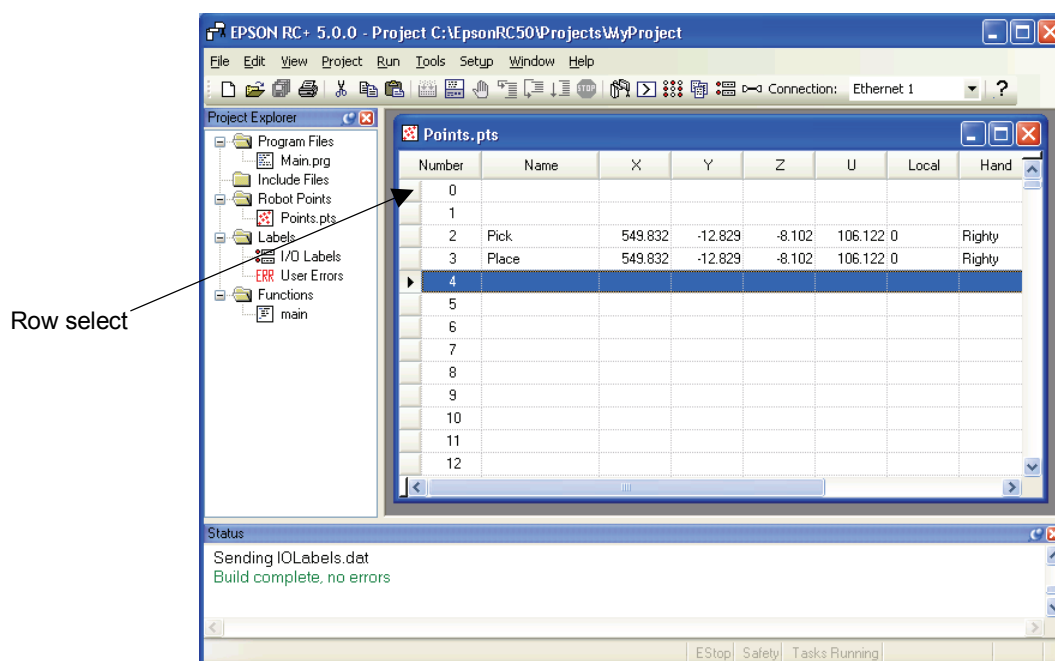 EPSON RC+ 5.0.0 - Project C:\EpsonRC50\Projects\MyProject
File Edit View Project Run Tools Setup Window Help
Connection: Ethernet 1
Project Explorer
Program Files
Main.prg
Include Files
Robot Points
Points.pts
Labels
I/O Labels
ERR User Errors
Functions
main
Row select
Points.pts
Number Name X Y Z U Local Hand
0
1
2 Pick 549.832 -12.829 -8.102 106.122 0 Righty
3 Place 549.832 -12.829 -8.102 106.122 0 Righty
4
5
6
7
8
9
10
11
12
Status
Sending IOLabels.dat
Build complete, no errors
EStop Safety Tasks Running